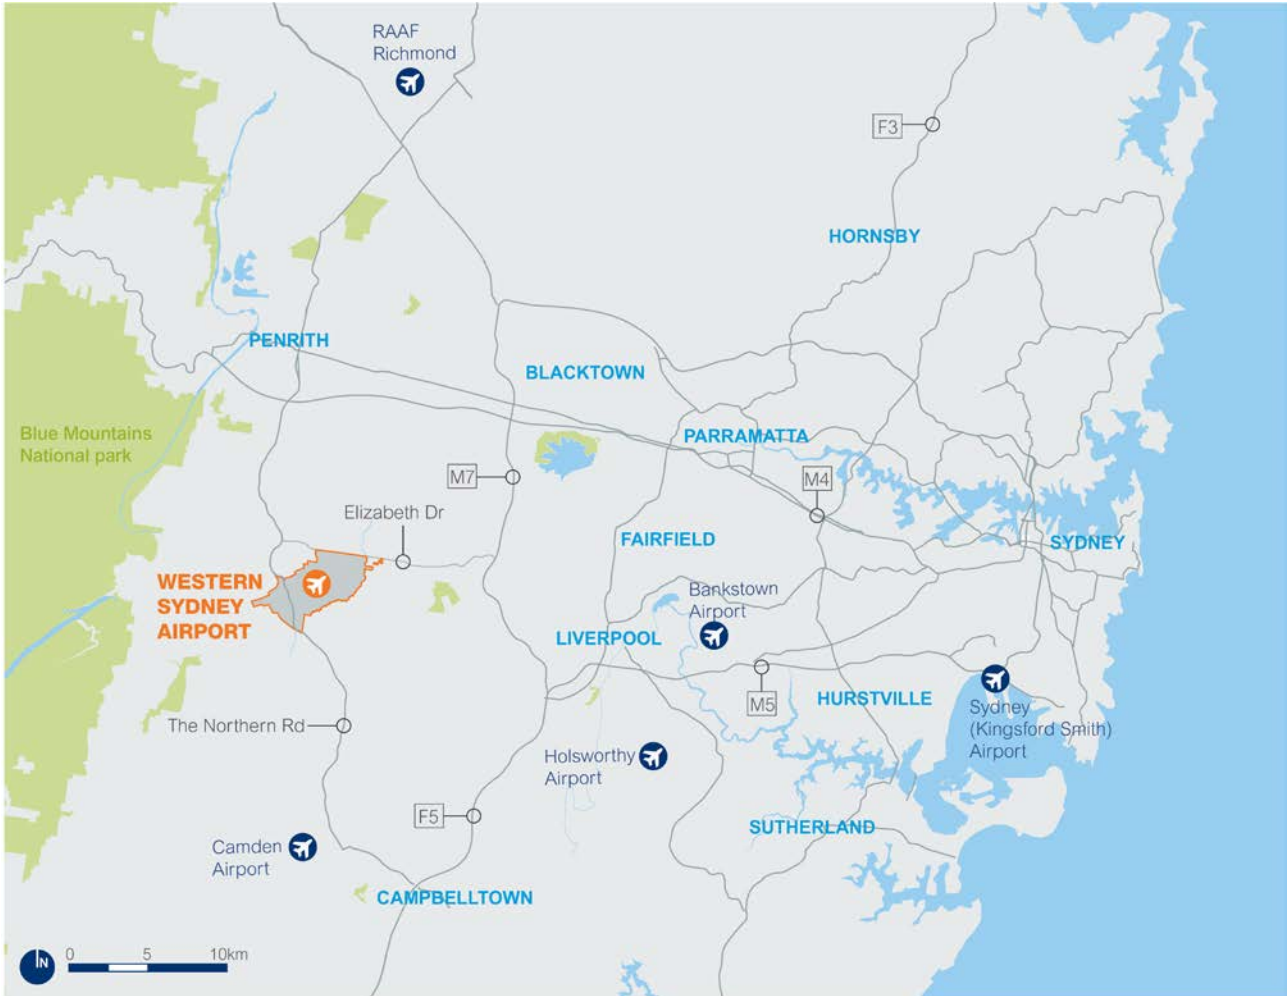 RAAF
Richmond
F3
HORNSBY
PENRITH
BLACKTOWN
Blue Mountains
National park
PARRAMATTA
M7
M4
Elizabeth Dr
FAIRFIELD
SYDNEY
WESTERN
SYDNEY
AIRPORT
Bankstown
Airport
LIVERPOOL
M5
HURSTVILLE
Sydney
(Kingsford Smith)
Airport
The Northern Rd
Holsworthy
Airport
F5
SUTHERLAND
Camden
Airport
CAMPBELLTOWN
N
0 5 10km